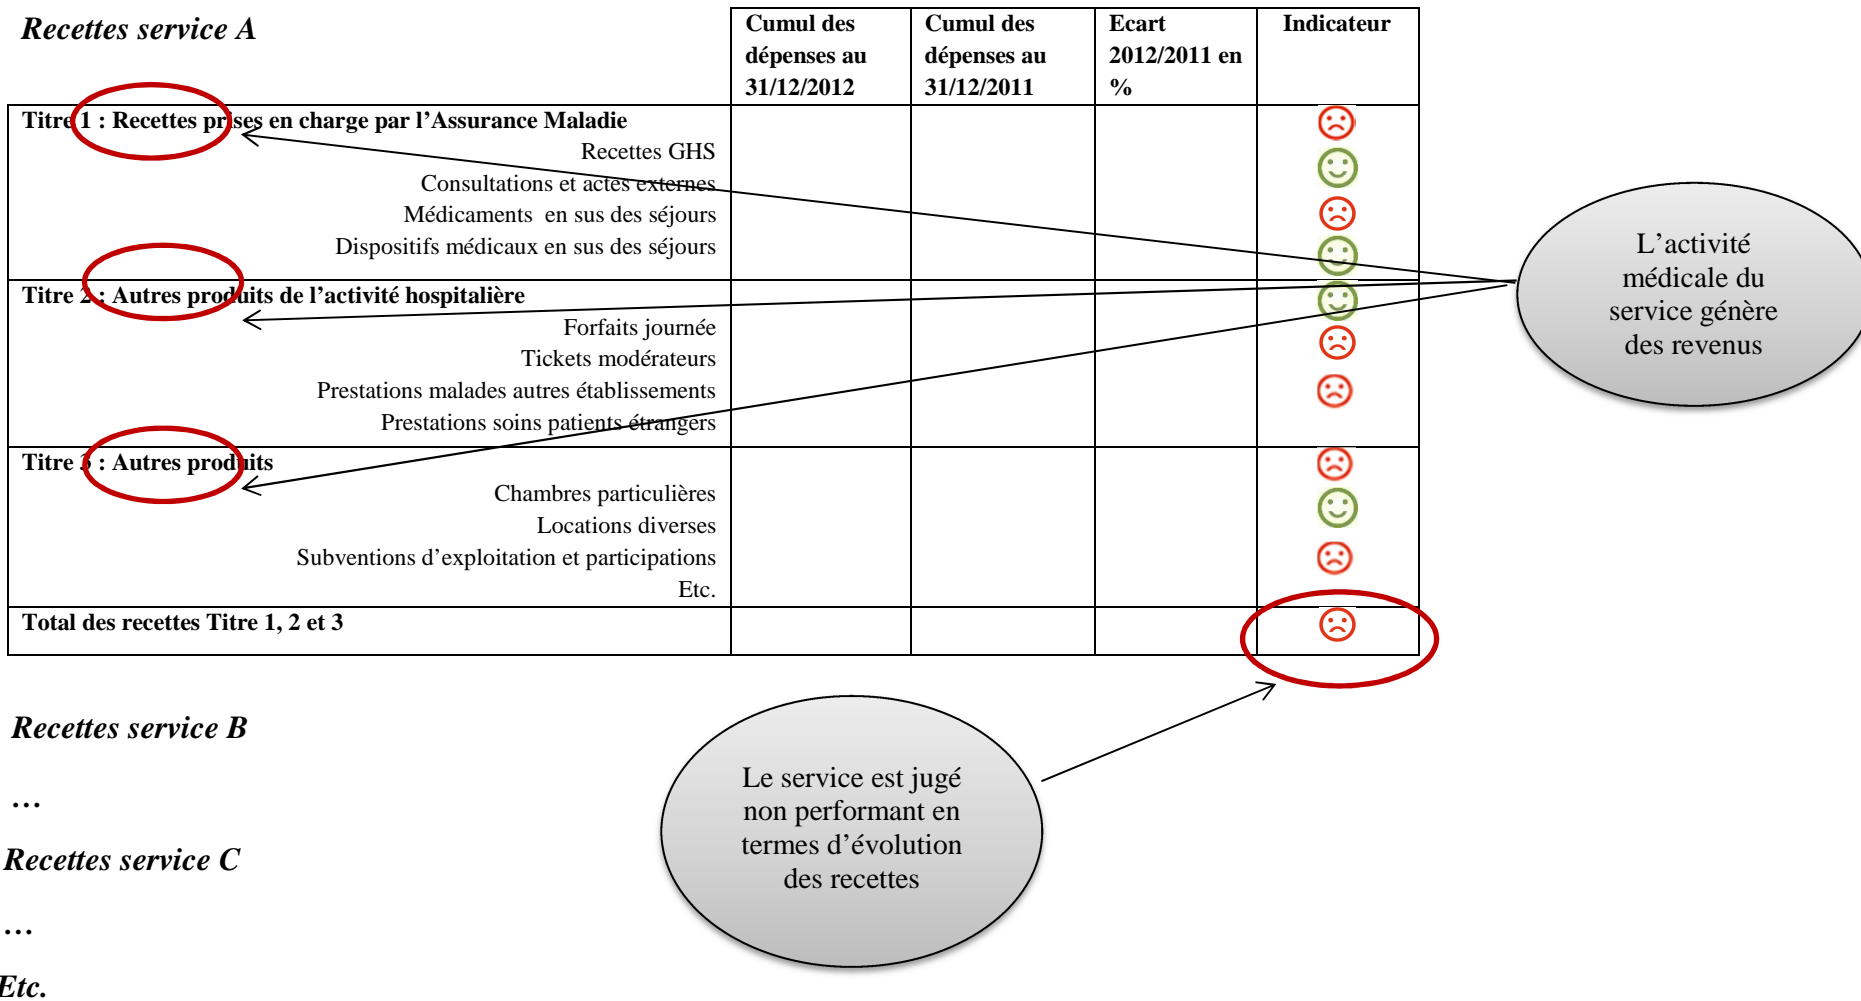 Recettes service A
Cumul des dépenses au 31/12/2012
Cumul des dépenses au 31/12/2011
Ecart 2012/2011 en %
Indicateur
Titre 1 : Recettes prises en charge par l’Assurance Maladie
Recettes GHS
Consultations et actes externes
Médicaments en sus des séjours
Dispositifs médicaux en sus des séjours
Titre 2 : Autres produits de l’activité hospitalière
Forfaits journée
Tickets modérateurs
Prestations malades autres établissements
Prestations soins patients étrangers
Titre 3 : Autres produits
Chambres particulières
Locations diverses
Subventions d’exploitation et participations
Etc.
Total des recettes Titre 1, 2 et 3
L’activité
médicale du
service génère
des revenus
Le service est jugé
non performant en
termes d’évolution
des recettes
Recettes service B
…
Recettes service C
…
Etc.